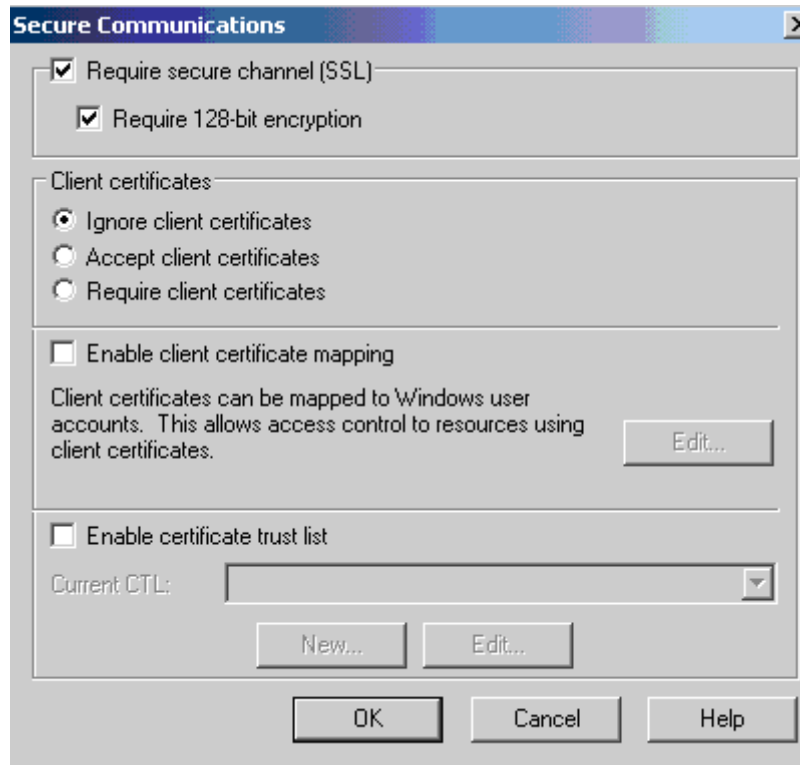 Secure Communications
Require secure channel (SSL)
Require 128-bit encryption
Client certificates
Ignore client certificates
Accept client certificates
Require client certificates
Enable client certificate mapping
Client certificates can be mapped to Windows user
accounts.  This allows access control to resources using
client certificates.
Edit...
Enable certificate trust list
Current CTL:
New...
Edit...
OK
Cancel
Help